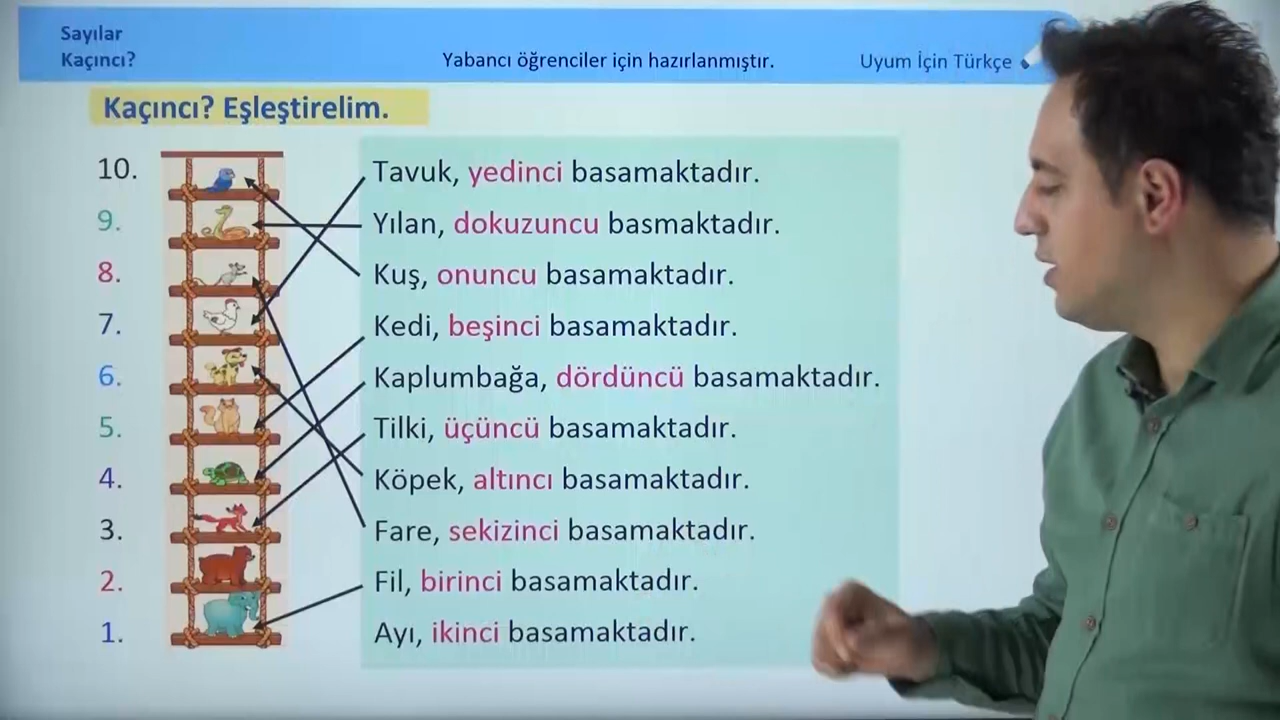 Sayılar
Kaçıncı?
Yabancı öğrenciler için hazırlanmıştır.
Uyum İçin Türkçe
Kaçıncı? Eşleştirelim.
10. Tavuk, yedinci basamaktadır.
9. Yılan, dokuzuncu basmaktadır.
8. Kuş, onuncu basamaktadır.
7. Kedi, beşinci basamaktadır.
6. Kaplumbağa, dördüncü basamaktadır.
5. Tilki, üçüncü basamaktadır.
4. Köpek, altıncı basamaktadır.
3. Fare, sekizinci basamaktadır.
2. Fil, birinci basamaktadır.
1. Ayı, ikinci basamaktadır.